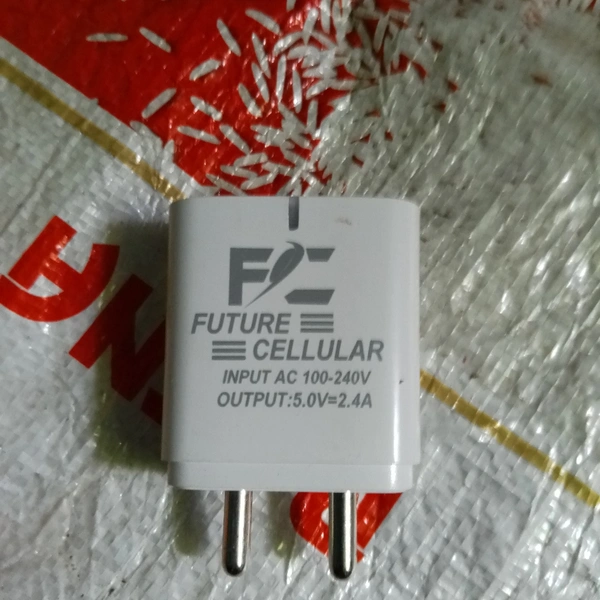 FC
FUTURE
CELLULAR
INPUT AC 100-240V
OUTPUT:5.0V=2.4A